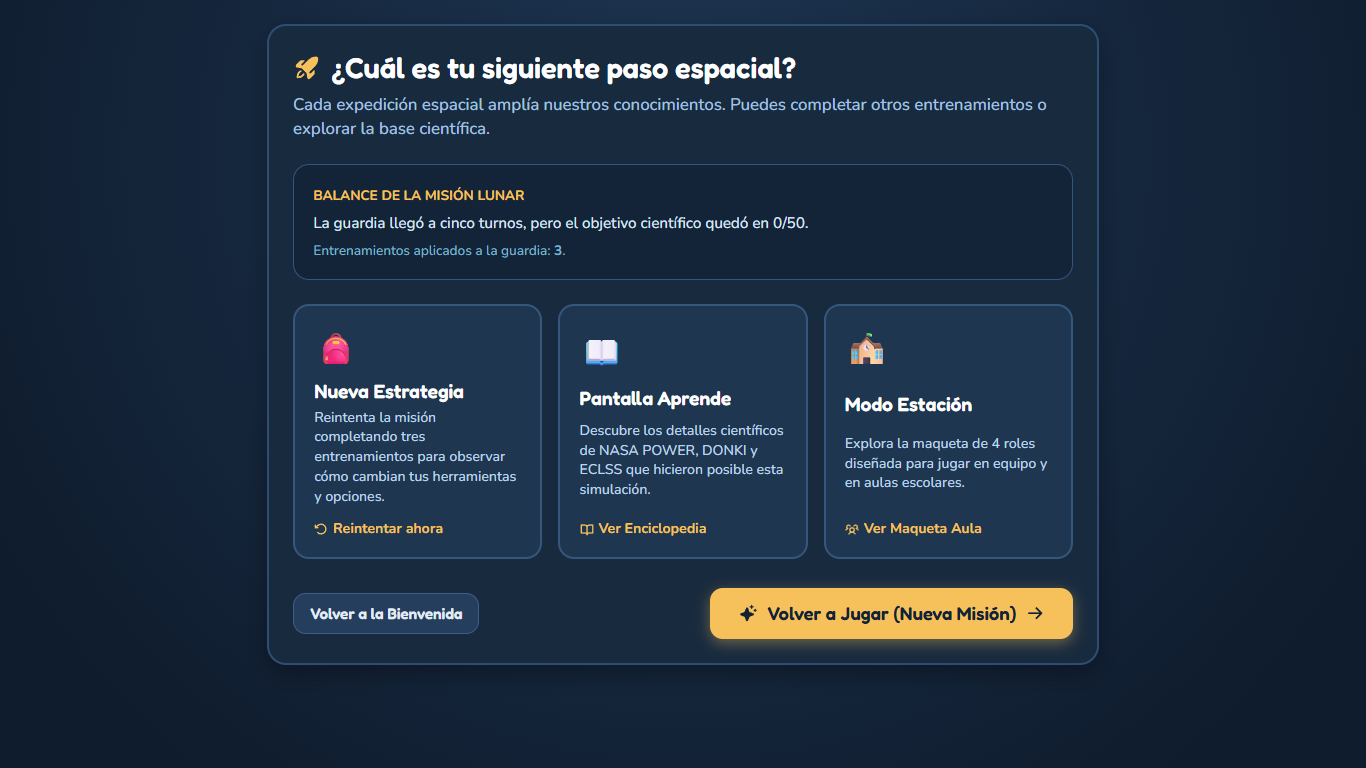 ¿Cuál es tu siguiente paso espacial?
Cada expedición espacial amplía nuestros conocimientos. Puedes completar otros entrenamientos o
explorar la base científica.
BALANCE DE LA MISIÓN LUNAR
La guardia llegó a cinco turnos, pero el objetivo científico quedó en 0/50.
Entrenamientos aplicados a la guardia: 3.
Nueva Estrategia
Reintenta la misión
completando tres
entrenamientos para observar
cómo cambian tus herramientas
y opciones.
Reintentar ahora
Pantalla Aprende
Descubre los detalles científicos
de NASA POWER, DONKI y
ECLSS que hicieron posible esta
simulación.
Ver Enciclopedia
Modo Estación
Explora la maqueta de 4 roles
diseñada para jugar en equipo y
en aulas escolares.
Ver Maqueta Aula
Volver a la Bienvenida
Volver a Jugar (Nueva Misión)